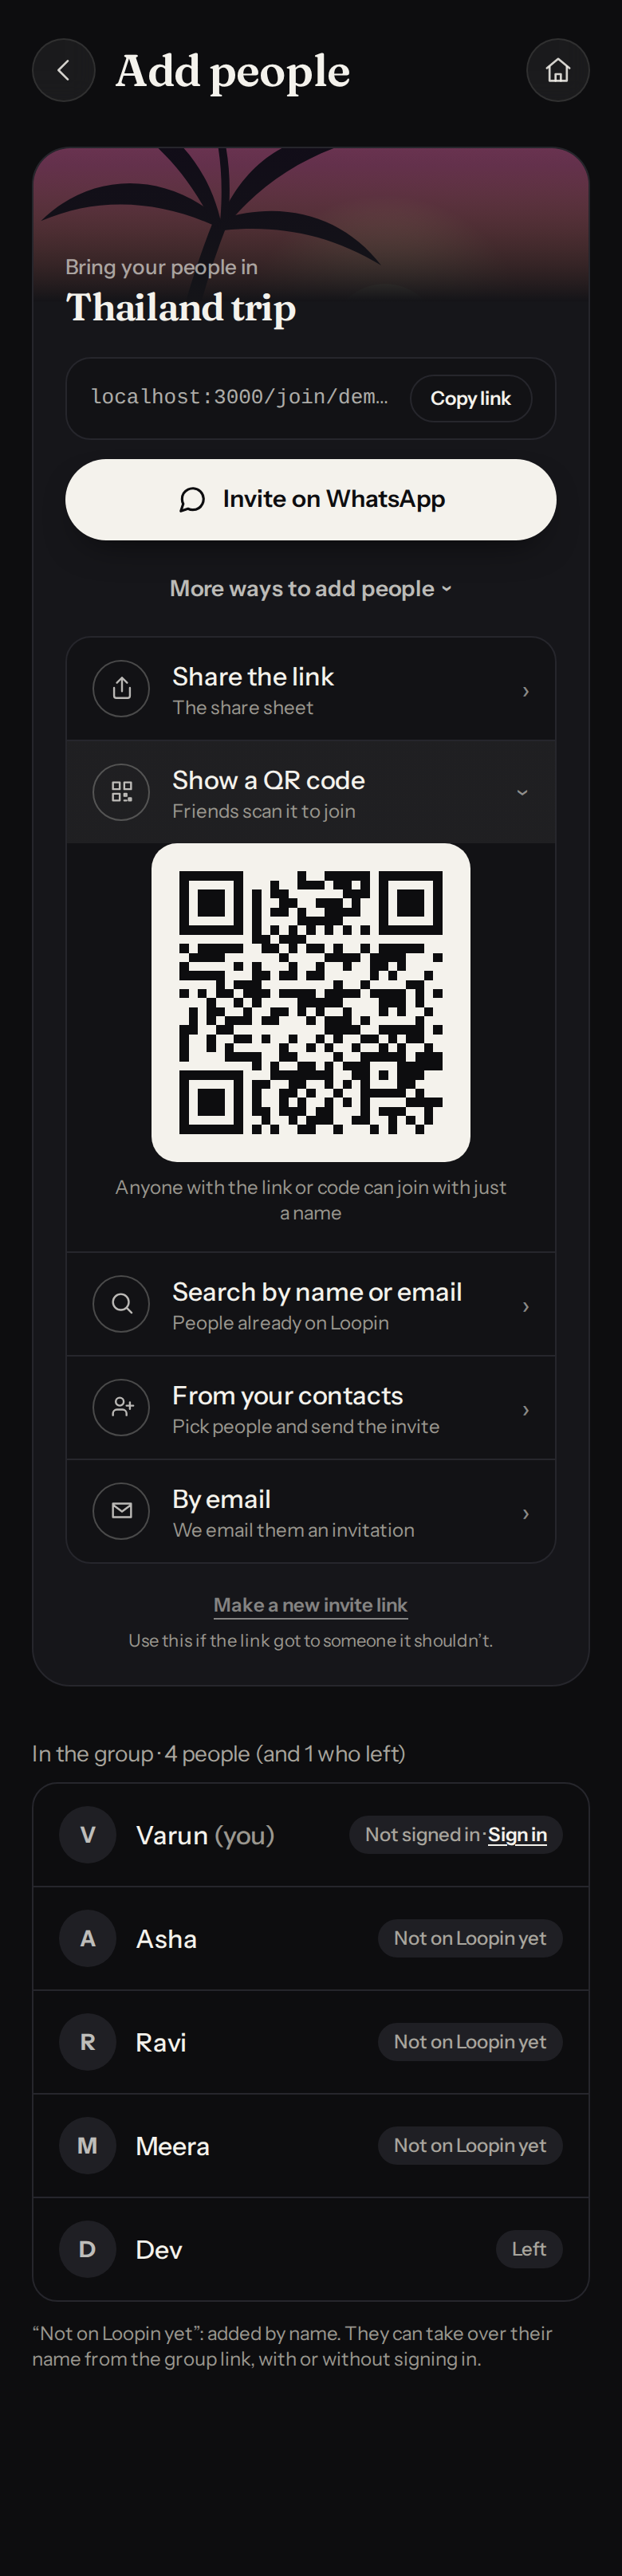 Add people
Bring your people in
Thailand trip
localhost:3000/join/dem…
Copy link
Invite on WhatsApp
More ways to add people
Share the link
The share sheet
Show a QR code
Friends scan it to join
Anyone with the link or code can join with just
a name
Search by name or email
People already on Loopin
From your contacts
Pick people and send the invite
By email
We email them an invitation
Make a new invite link
Use this if the link got to someone it shouldn’t.
In the group · 4 people (and 1 who left)
V
Varun (you)
Not signed in · Sign in
A
Asha
Not on Loopin yet
R
Ravi
Not on Loopin yet
M
Meera
Not on Loopin yet
D
Dev
Left
“Not on Loopin yet”: added by name. They can take over their
name from the group link, with or without signing in.